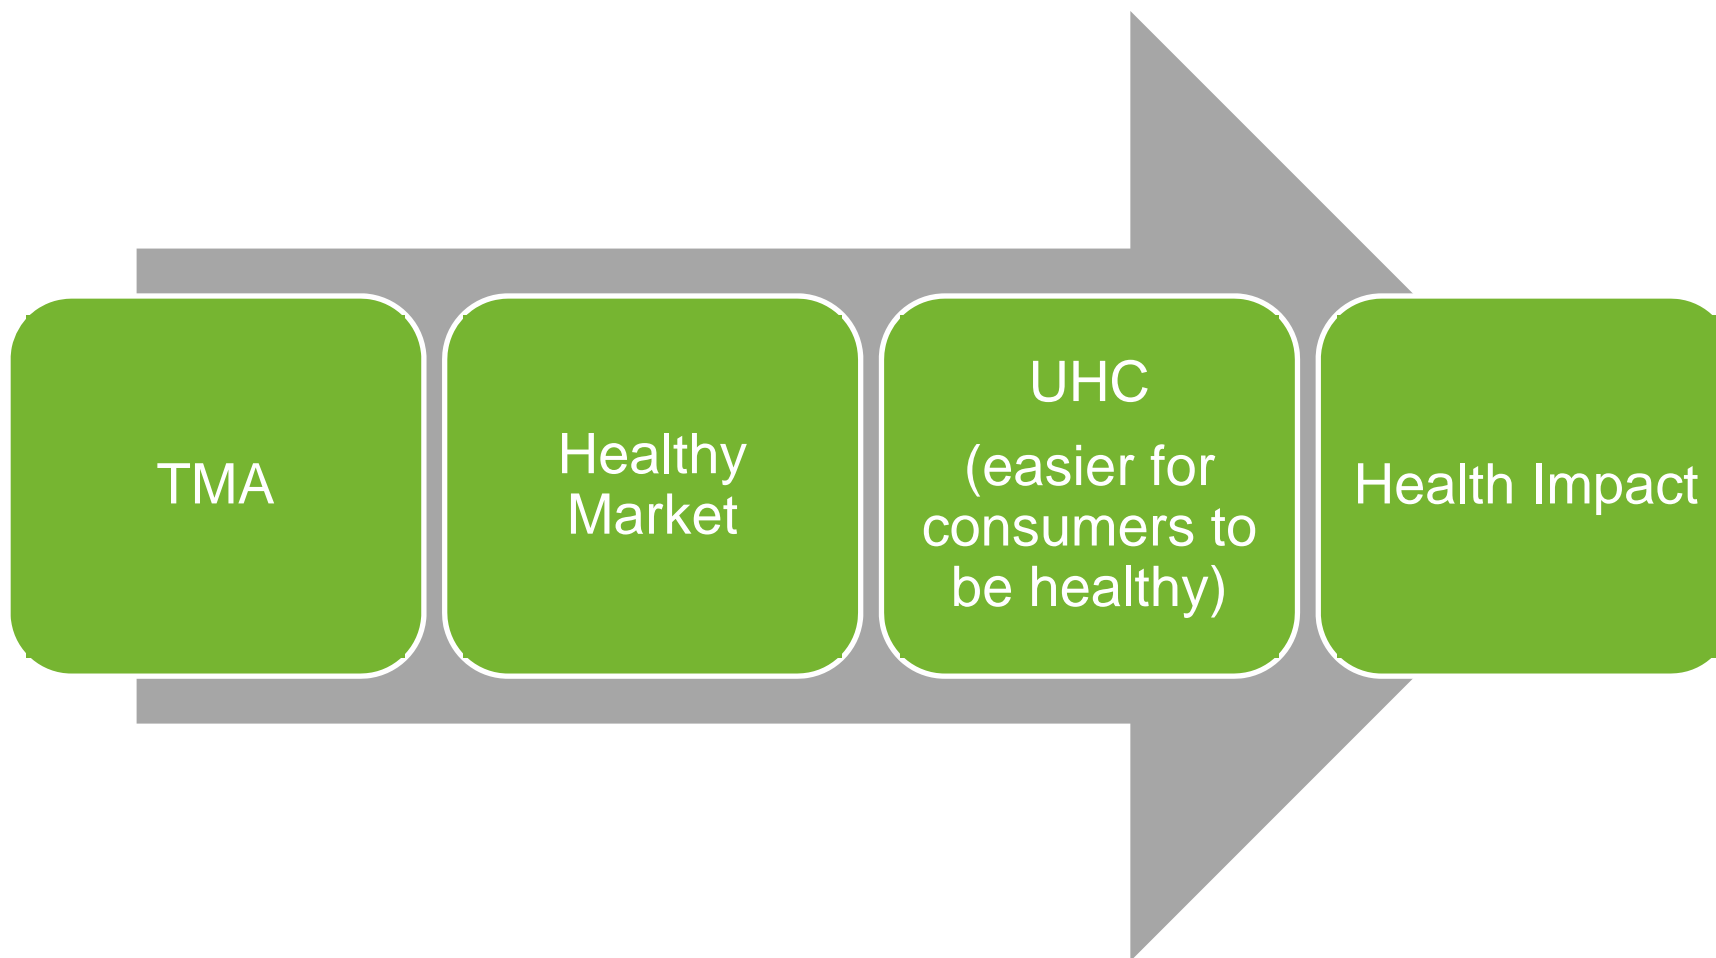 TMA
Healthy
Market
UHC
(easier for
consumers to
be healthy)
Health Impact